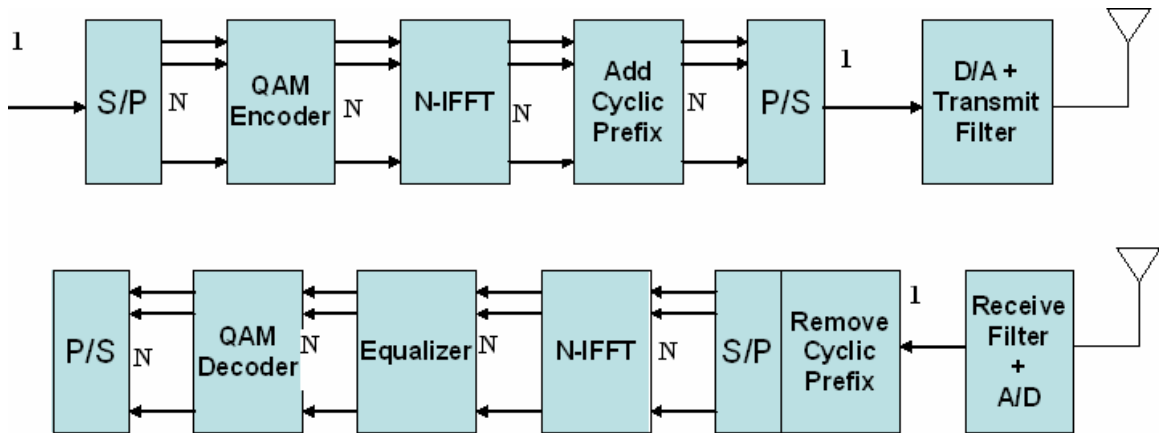 1
S/P
N
QAM
Encoder
N
N-IFFT
N
Add
Cyclic
Prefix
N
P/S
1
D/A +
Transmit
Filter
P/S
N
QAM
Decoder
N
Equalizer
N
N-IFFT
N
S/P
Remove
Cyclic
Prefix
1
Receive
Filter
+
A/D